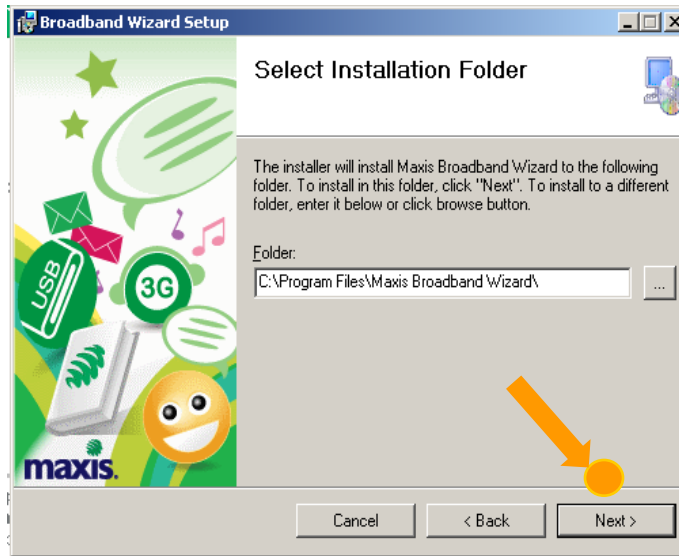 Broadband Wizard Setup
Select Installation Folder
The installer will install Maxis Broadband Wizard to the following
folder. To install in this folder, click "Next". To install to a different
folder, enter it below or click browse button.
Folder:
C:\Program Files\Maxis Broadband Wizard\
...
USB
3G
maxis.
Cancel
< Back
Next >